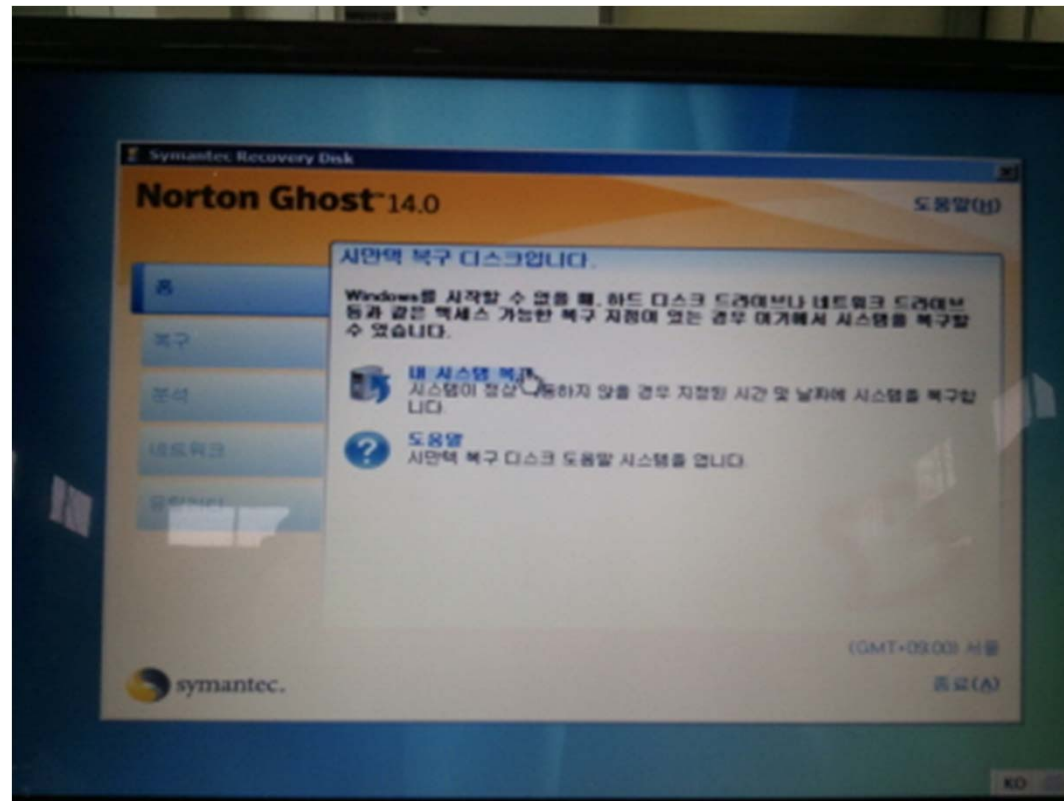 Symantec Recovery Disk
Norton Ghost™ 14.0
도움말(H)
홈
복구
분석
네트워크
유틸리티
시만텍 복구 디스크입니다.
Windows를 시작할 수 없을 때, 하드 디스크 드라이브나 네트워크 드라이브
등과 같은 액세스 가능한 복구 지점이 있는 경우 여기에서 시스템을 복구할
수 있습니다.
내 시스템 복구
시스템이 정상 작동하지 않을 경우 지정된 시간 및 날짜에 시스템을 복구합
니다.
도움말
시만텍 복구 디스크 도움말 시스템을 엽니다.
(GMT+09:00) 서울
symantec.
종료(A)
KO